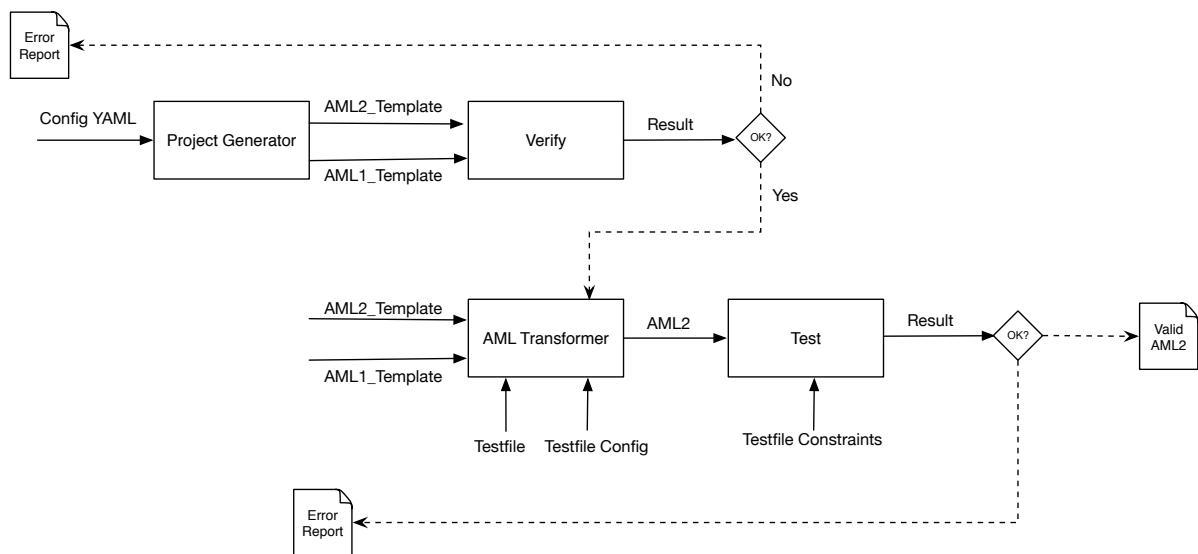 Error
Report
No
Config YAML
AML2_Template
Project Generator
Verify
Result
OK?
AML1_Template
Yes
AML2_Template
AML Transformer
AML2
Test
Result
OK?
Valid
AML2
AML1_Template
Testfile
Testfile Config
Testfile Constraints
Error
Report